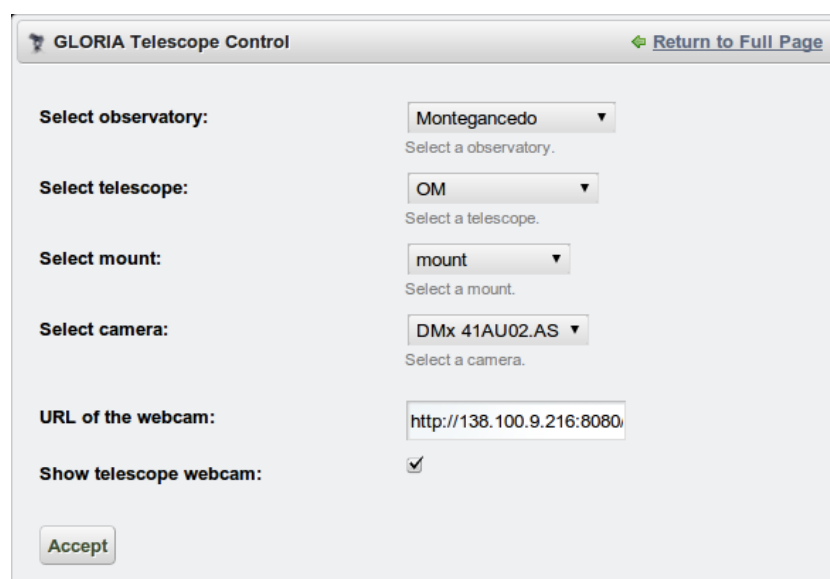 GLORIA Telescope Control
Return to Full Page
Select observatory:
Montegancedo
Select a observatory.
Select telescope:
OM
Select a telescope.
Select mount:
mount
Select a mount.
Select camera:
DMx 41AU02.AS
Select a camera.
URL of the webcam:
http://138.100.9.216:8080/
Show telescope webcam:
Accept